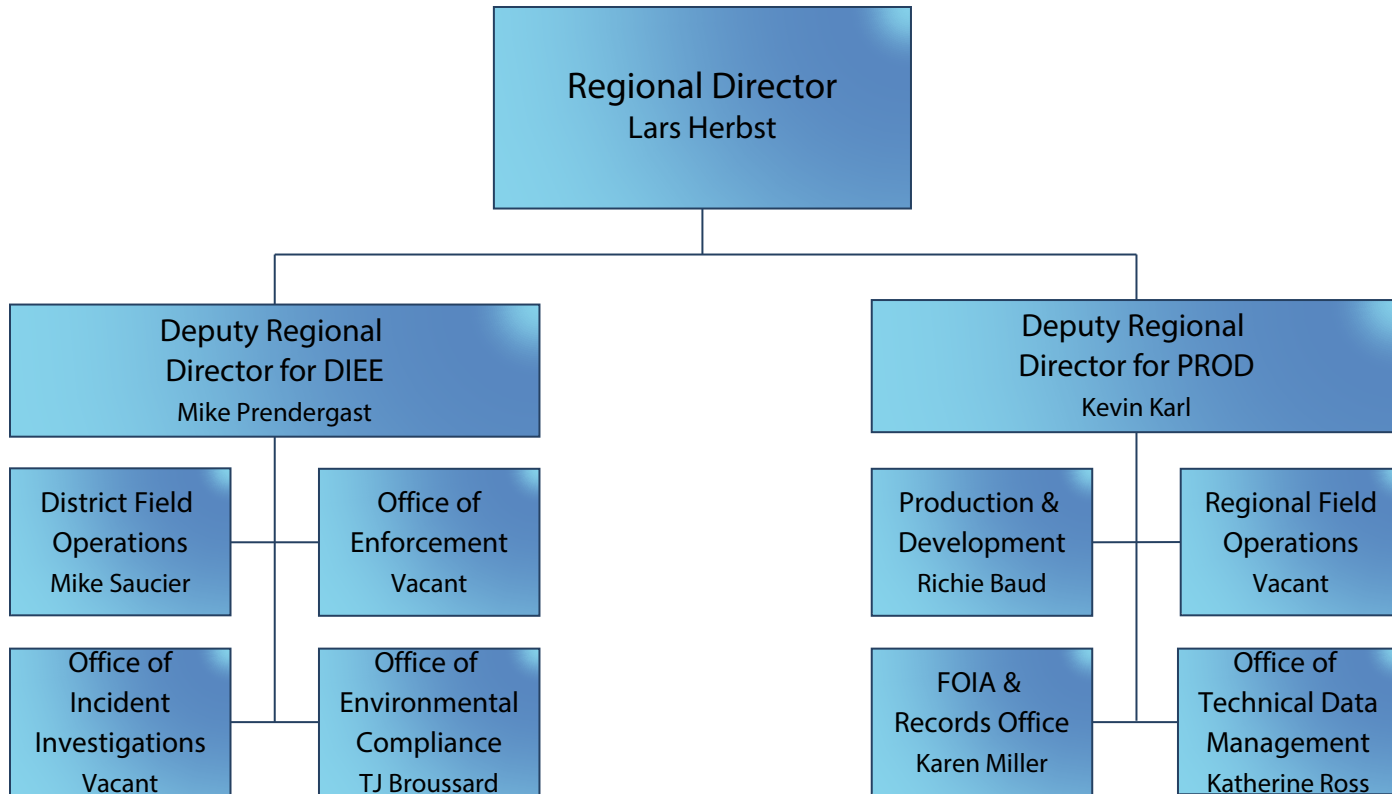 Regional Director
Lars Herbst
Deputy Regional
Director for DIEE
Mike Prendergast
Deputy Regional
Director for PROD
Kevin Karl
District Field
Operations
Mike Saucier
Office of
Enforcement
Vacant
Production &
Development
Richie Baud
Regional Field
Operations
Vacant
Office of
Incident
Investigations
Vacant
Office of
Environmental
Compliance
TJ Broussard
FOIA &
Records Office
Karen Miller
Office of
Technical Data
Management
Katherine Ross